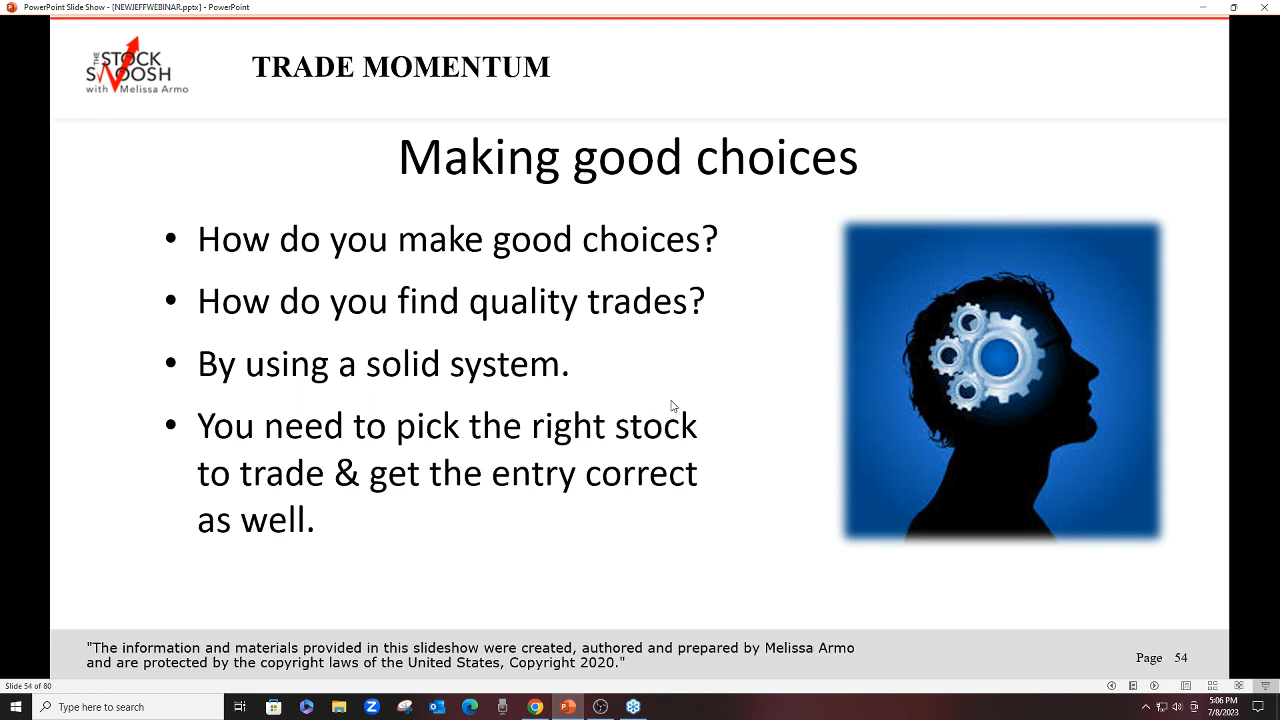 PowerPoint Slide Show - [NEWJEFFWEBINAR.pptx] - PowerPoint
THE
STOCK
SWOOSH
with Melissa Armo
TRADE MOMENTUM
Making good choices
• How do you make good choices?
• How do you find quality trades?
• By using a solid system.
• You need to pick the right stock
to trade & get the entry correct
as well.
"The information and materials provided in this slideshow were created, authored and prepared by Melissa Armo
and are protected by the copyright laws of the United States, Copyright 2020."
Page 54
Slide 54 of 80
Type here to search
5:06 PM
7/8/2023